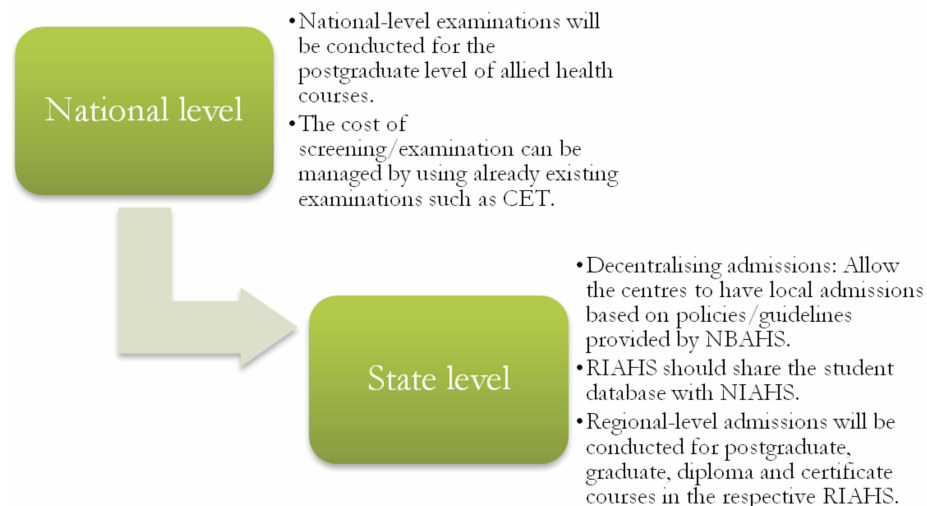 National level
•National-level examinations will
be conducted for the
postgraduate level of allied health
courses.
•The cost of
screening/examination can be
managed by using already existing
examinations such as CET.
State level
•Decentralising admissions: Allow
the centres to have local admissions
based on policies/guidelines
provided by NBAHS.
•RIAHS should share the student
database with NIAHS.
•Regional-level admissions will be
conducted for postgraduate,
graduate, diploma and certificate
courses in the respective RIAHS.